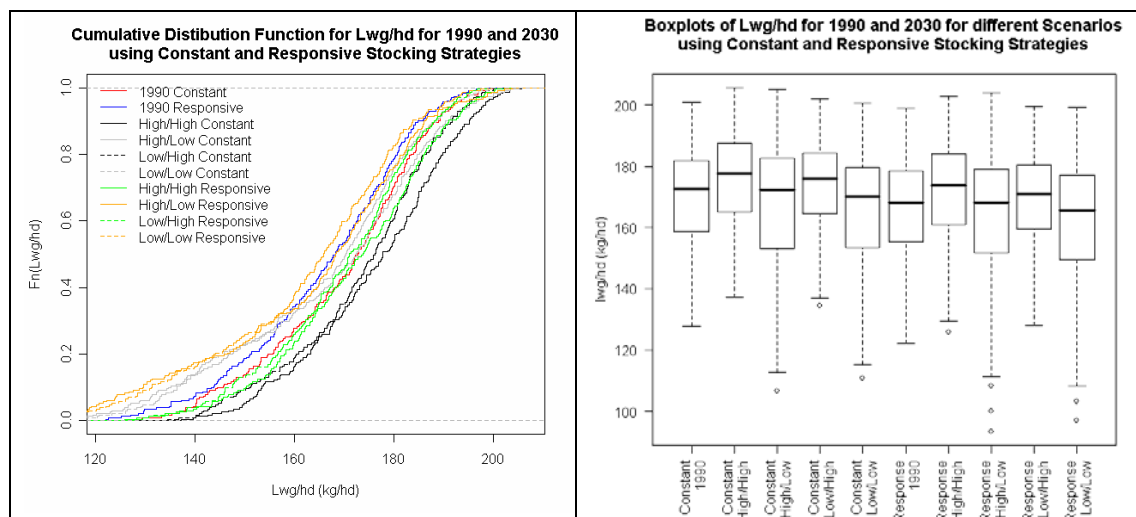 Cumulative Distibution Function for Lwg/hd for 1990 and 2030
using Constant and Responsive Stocking Strategies
1.0
0.8
0.6
0.4
0.2
0.0
Fn(Lwg/hd)
1990 Constant
1990 Responsive
High/High Constant
High/Low Constant
Low/High Constant
Low/Low Constant
High/High Responsive
High/Low Responsive
Low/High Responsive
Low/Low Responsive
120 140 160 180 200
Lwg/hd (kg/hd)
Boxplots of Lwg/hd for 1990 and 2030 for different Scenarios
using Constant and Responsive Stocking Strategies
200
180
160
140
120
100
lwg/hd (kg/hd)
Constant
1990
Constant
High/High
Constant
High/Low
Constant
Low/High
Constant
Low/Low
Response
1990
Response
High/High
Response
High/Low
Response
Low/High
Response
Low/Low